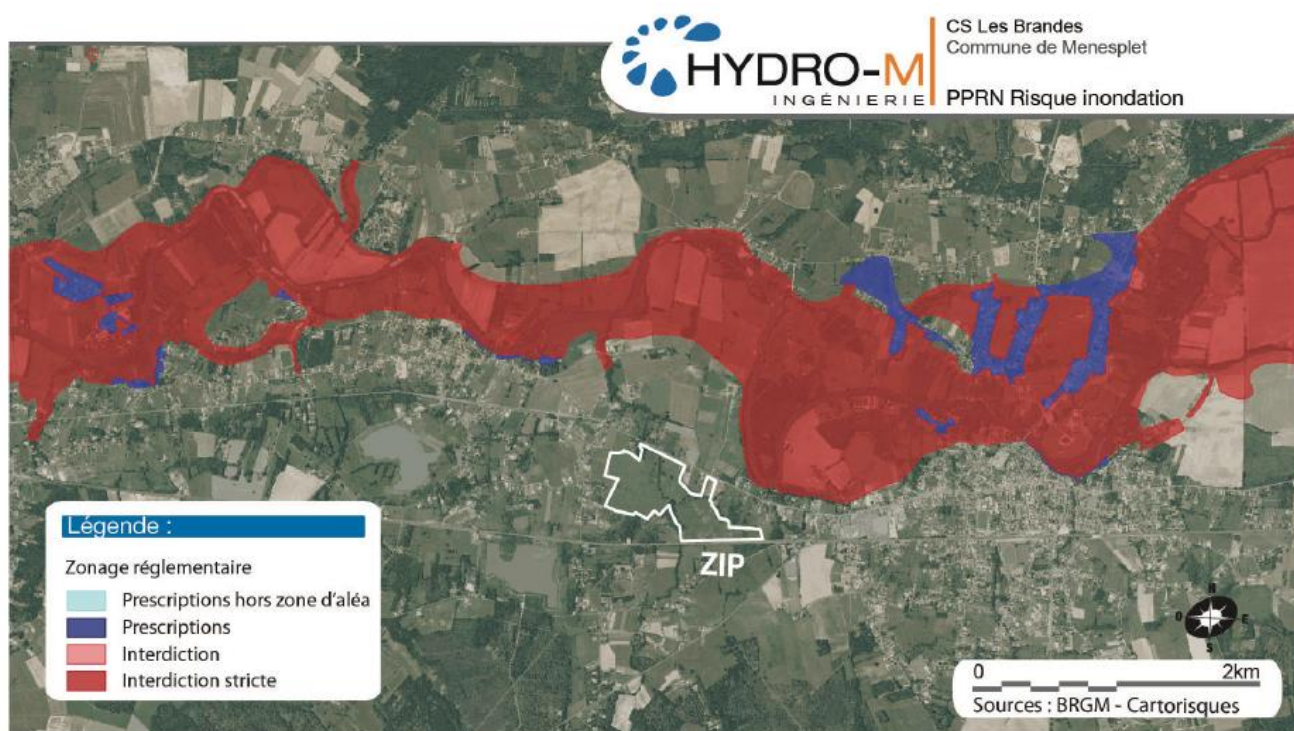 HYDRO-M
INGÉNIERIE
CS Les Brandes
Commune de Menesplet
PPRN Risque inondation
ZIP
Légende :
Zonage réglementaire
Prescriptions hors zone d'aléa
Prescriptions
Interdiction
Interdiction stricte
N
O
E
S
0 2km
Sources : BRGM - Cartorisques